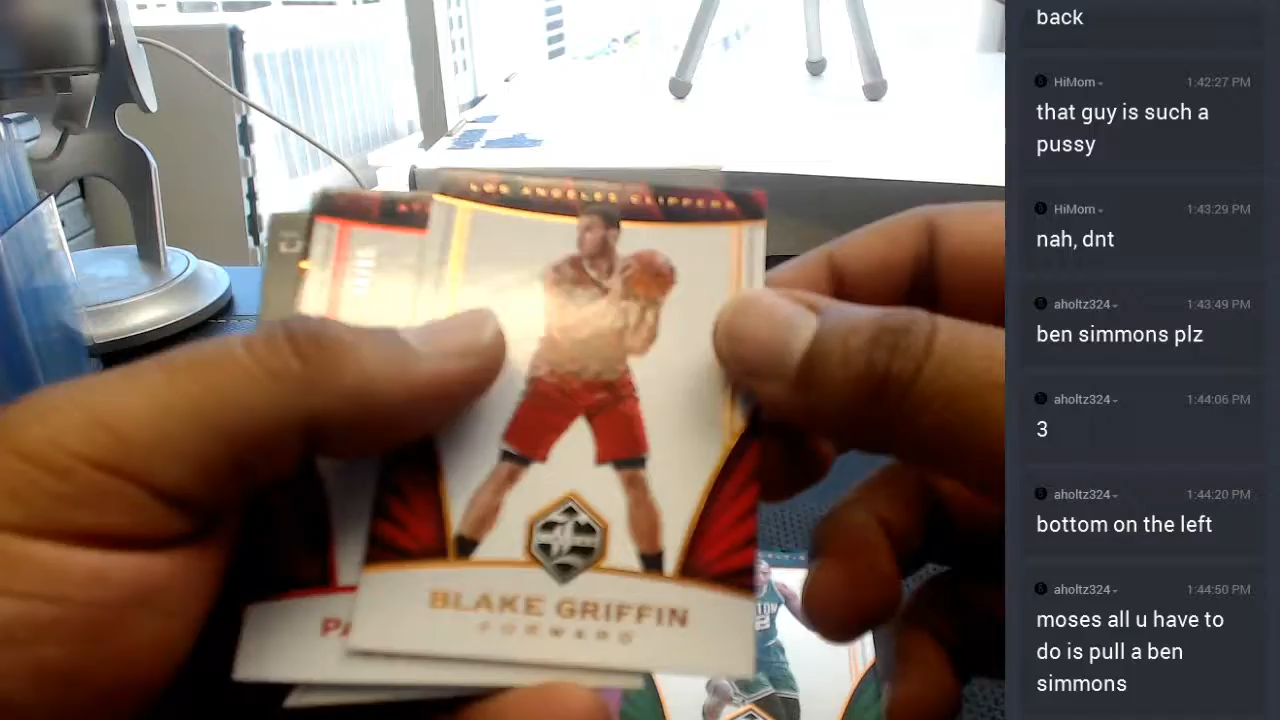 LOS ANGELES CLIPPERS
BLAKE GRIFFIN
FORWARD
PA
back
HiMom
1:42:27 PM
that guy is such a
pussy
HiMom
1:43:29 PM
nah, dnt
aholtz324
1:43:49 PM
ben simmons plz
aholtz324
1:44:06 PM
3
aholtz324
1:44:20 PM
bottom on the left
aholtz324
1:44:50 PM
moses all u have to
do is pull a ben
simmons